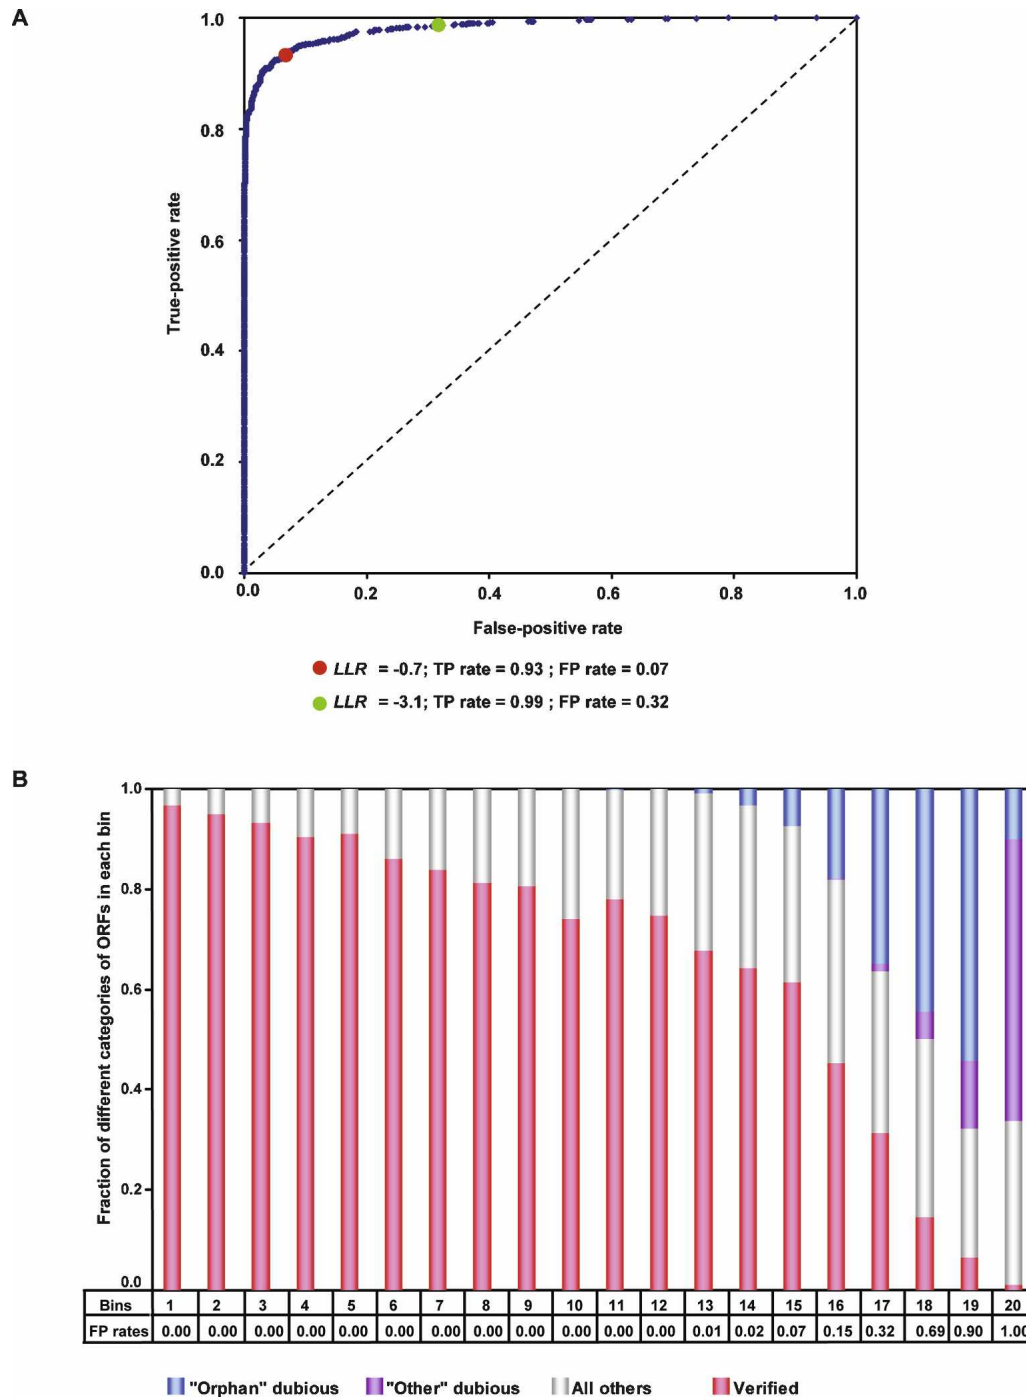 A
1.0
0.8
0.6
0.4
0.2
0.0
True-positive rate
0.0 0.2 0.4 0.6 0.8 1.0
False-positive rate
LLR = -0.7; TP rate = 0.93 ; FP rate = 0.07
LLR = -3.1; TP rate = 0.99 ; FP rate = 0.32
B
1.0
0.8
0.6
0.4
0.2
0.0
Fraction of different categories of ORFs in each bin
Bins 1 2 3 4 5 6 7 8 9 10 11 12 13 14 15 16 17 18 19 20
FP rates 0.00 0.00 0.00 0.00 0.00 0.00 0.00 0.00 0.00 0.00 0.00 0.00 0.01 0.02 0.07 0.15 0.32 0.69 0.90 1.00
"Orphan" dubious "Other" dubious All others Verified